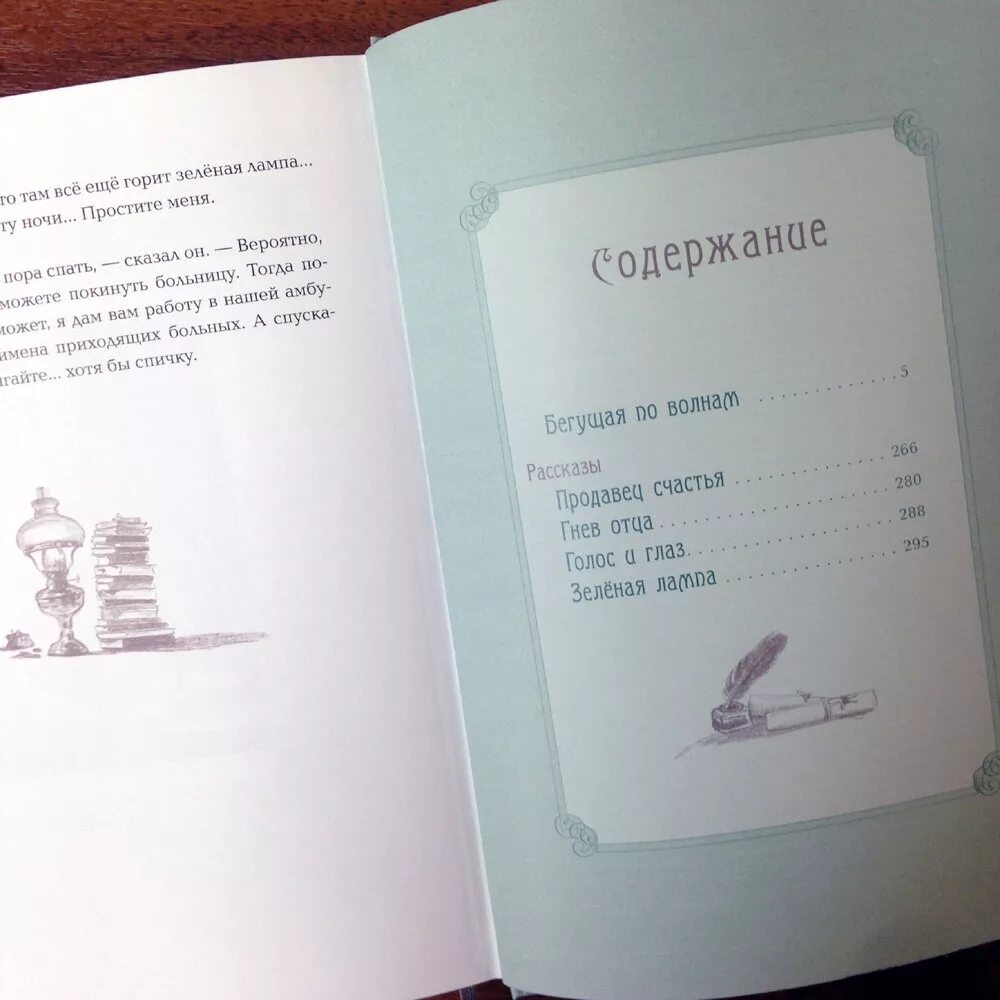 то там всё ещё горит зелёная лампа...
ту ночи... Простите меня.
пора спать, — сказал он. — Вероятно,
можете покинуть больницу. Тогда по-
может, я дам вам работу в нашей амбу-
имена приходящих больных. А спуска-
гайте... хотя бы спичку.
Содержание
Бегущая по волнам . . . . . . . . . . . 5
Рассказы
Продавец счастья . . . . . . . . . . . . 266
Гнев отца . . . . . . . . . . . . . . . . . . 280
Голос и глаз. . . . . . . . . . . . . . . . 288
Зелёная лампа . . . . . . . . . . . . . . 295